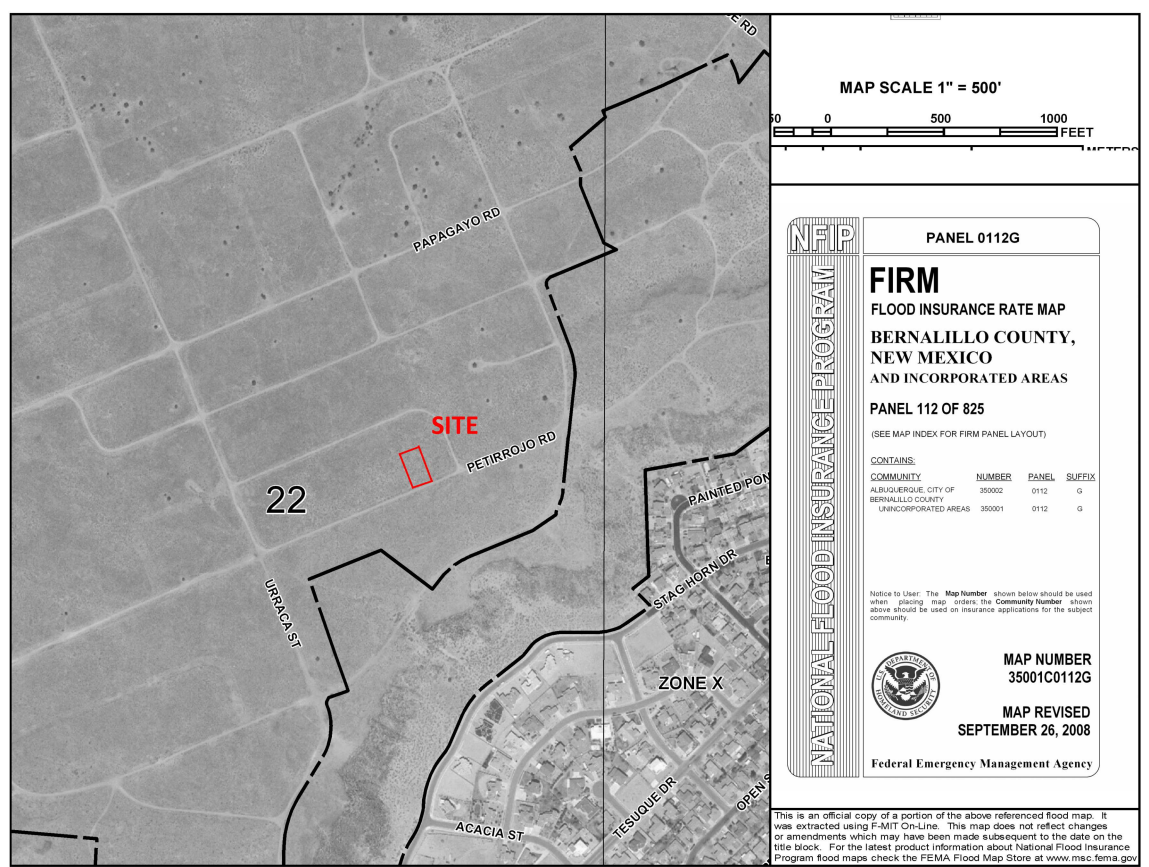 E RD
PAPAGAYO RD
SITE
PETIRROJO RD
22
PAINTED PON
STAG HORN DR
URRACA ST
ZONE X
TESUQUE DR
OPEN S
ACACIA ST
MAP SCALE 1" = 500'
50 0 500 1000
FEET
METERS
NFIP
NATIONAL FLOOD INSURANCE PROGRAM
PANEL 0112G
FIRM
FLOOD INSURANCE RATE MAP
BERNALILLO COUNTY,
NEW MEXICO
AND INCORPORATED AREAS
PANEL 112 OF 825
(SEE MAP INDEX FOR FIRM PANEL LAYOUT)
CONTAINS:
COMMUNITY NUMBER PANEL SUFFIX
ALBUQUERQUE, CITY OF 350002 0112 G
BERNALILLO COUNTY
UNINCORPORATED AREAS 350001 0112 G
Notice to User: The Map Number shown below should be used
when placing map orders; the Community Number shown
above should be used on insurance applications for the subject
community.
U.S. DEPARTMENT OF HOMELAND SECURITY
MAP NUMBER
35001C0112G
MAP REVISED
SEPTEMBER 26, 2008
Federal Emergency Management Agency
This is an official copy of a portion of the above referenced flood map. It
was extracted using F-MIT On-Line. This map does not reflect changes
or amendments which may have been made subsequent to the date on the
title block. For the latest product information about National Flood Insurance
Program flood maps check the FEMA Flood Map Store at www.msc.fema.gov